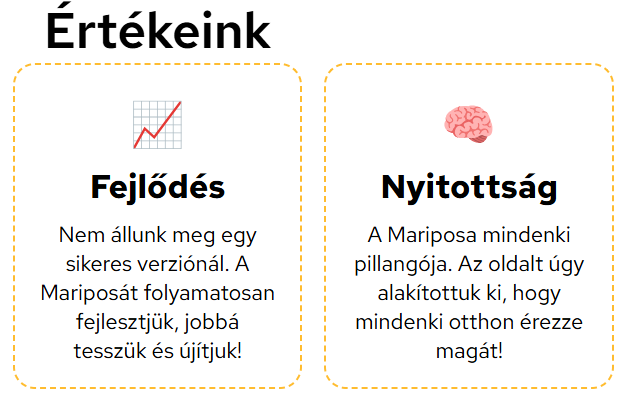 Értékeink
Fejlődés
Nem állunk meg egy
sikeres verziónál. A
Mariposát folyamatosan
fejlesztjük, jobbá
tesszük és újítjuk!
Nyitottság
A Mariposa mindenki
pillangója. Az oldalt úgy
alakítottuk ki, hogy
mindenki otthon érezze
magát!